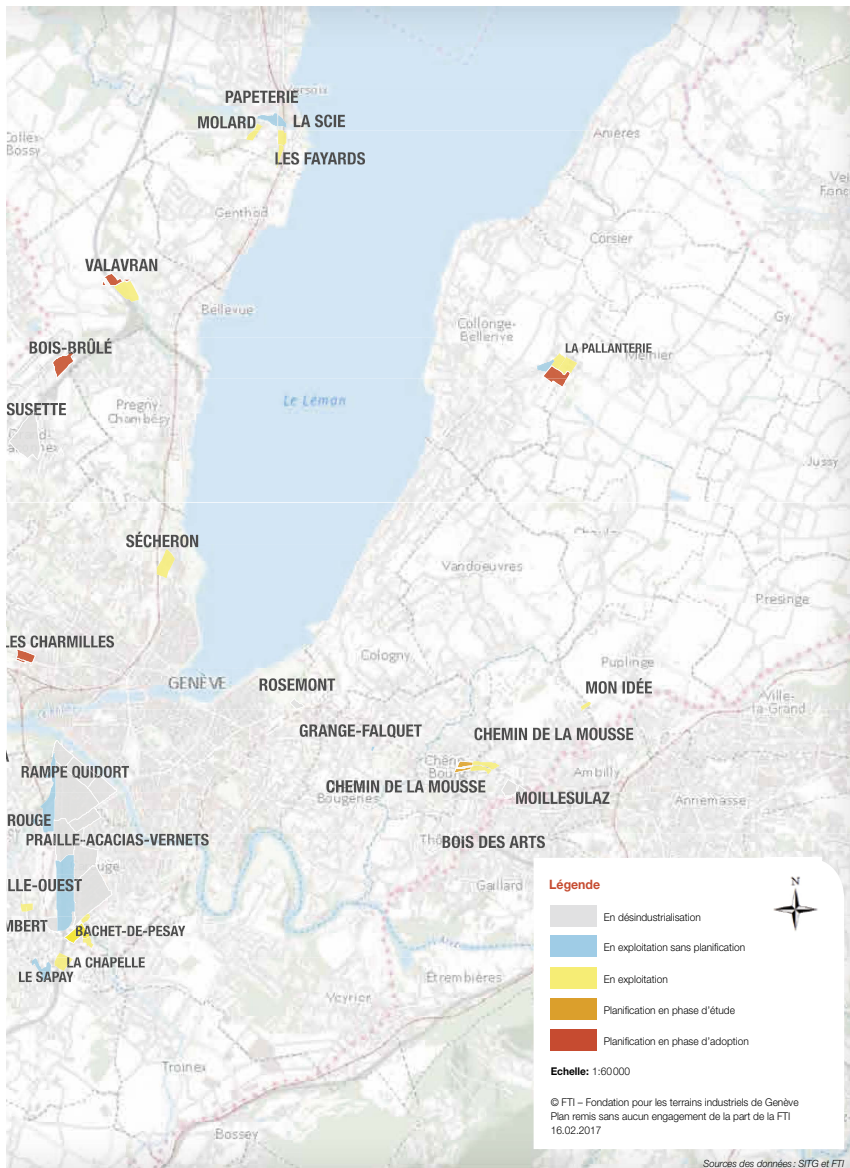 PAPETERIE
MOLARD
LA SCIE
LES FAYARDS
Anières
Bossy
Genthod
Corsier
VALAVRAN
Bellevue
Gy
Collonge-
Bellerive
BOIS-BRÛLÉ
LA PALLANTERIE
Meinier
SUSETTE
Le Léman
Pregny-
Chambésy
Jussy
SÉCHERON
Vandoeuvres
Presinge
LES CHARMILLES
Cologny
Puplinge
GENÈVE
ROSEMONT
MON IDÉE
Ville-
la-Grand
GRANGE-FALQUET
CHEMIN DE LA MOUSSE
RAMPE QUIDORT
Ambilly
CHEMIN DE LA MOUSSE
MOILLESULAZ
Annemasse
Bougeries
ROUGE
PRAILLE-ACACIAS-VERNETS
BOIS DES ARTS
LLE-OUEST
Gaillard
MBERT
BACHET-DE-PESAY
LA CHAPELLE
LE SAPAY
Étrembières
Veyrier
Troinex
Bossey
Légende
N
En désindustrialisation
En exploitation sans planification
En exploitation
Planification en phase d'étude
Planification en phase d'adoption
Echelle: 1:60 000
© FTI – Fondation pour les terrains industriels de Genève
Plan remis sans aucun engagement de la part de la FTI
16.02.2017
Sources des données: SITG et FTI